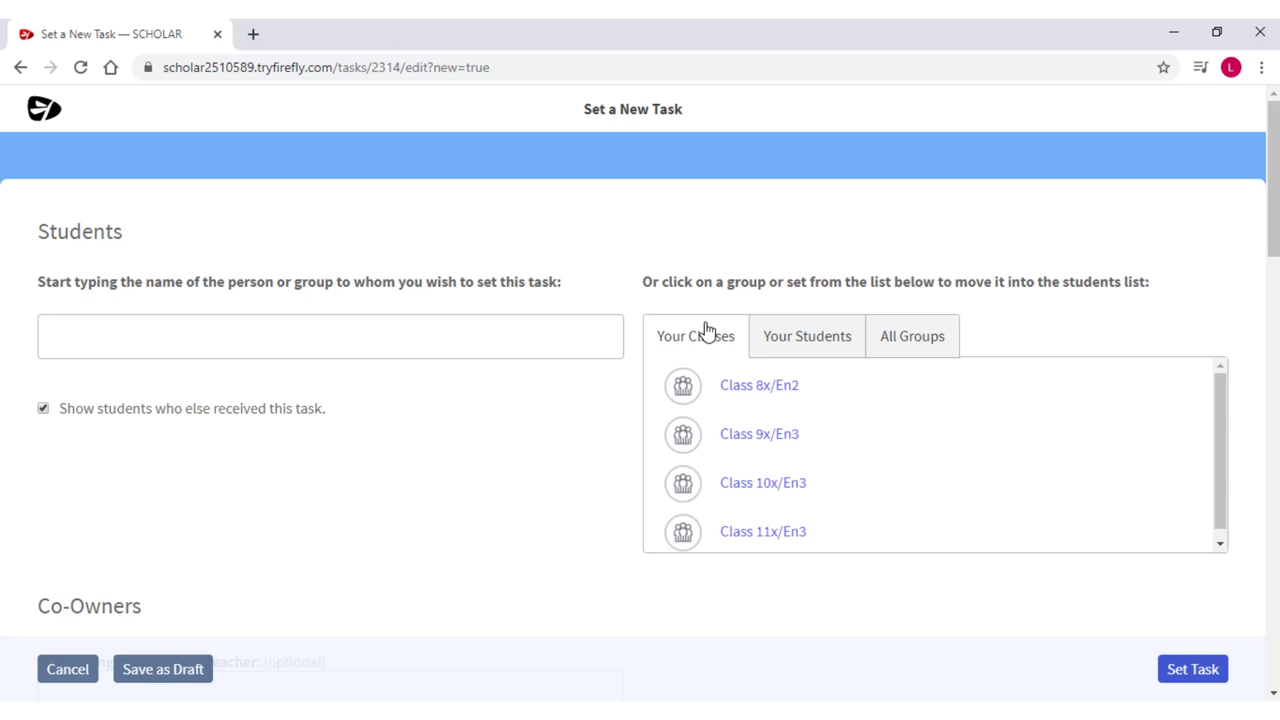 Set a New Task — SCHOLAR
scholar2510589.tryfirefly.com/tasks/2314/edit?new=true
L
Set a New Task
Students
Start typing the name of the person or group to whom you wish to set this task:
Or click on a group or set from the list below to move it into the students list:
Your Classes
Your Students
All Groups
Class 8x/En2
Show students who else received this task.
Class 9x/En3
Class 10x/En3
Class 11x/En3
Co-Owners
eacher: (optional)
Cancel
Save as Draft
Set Task